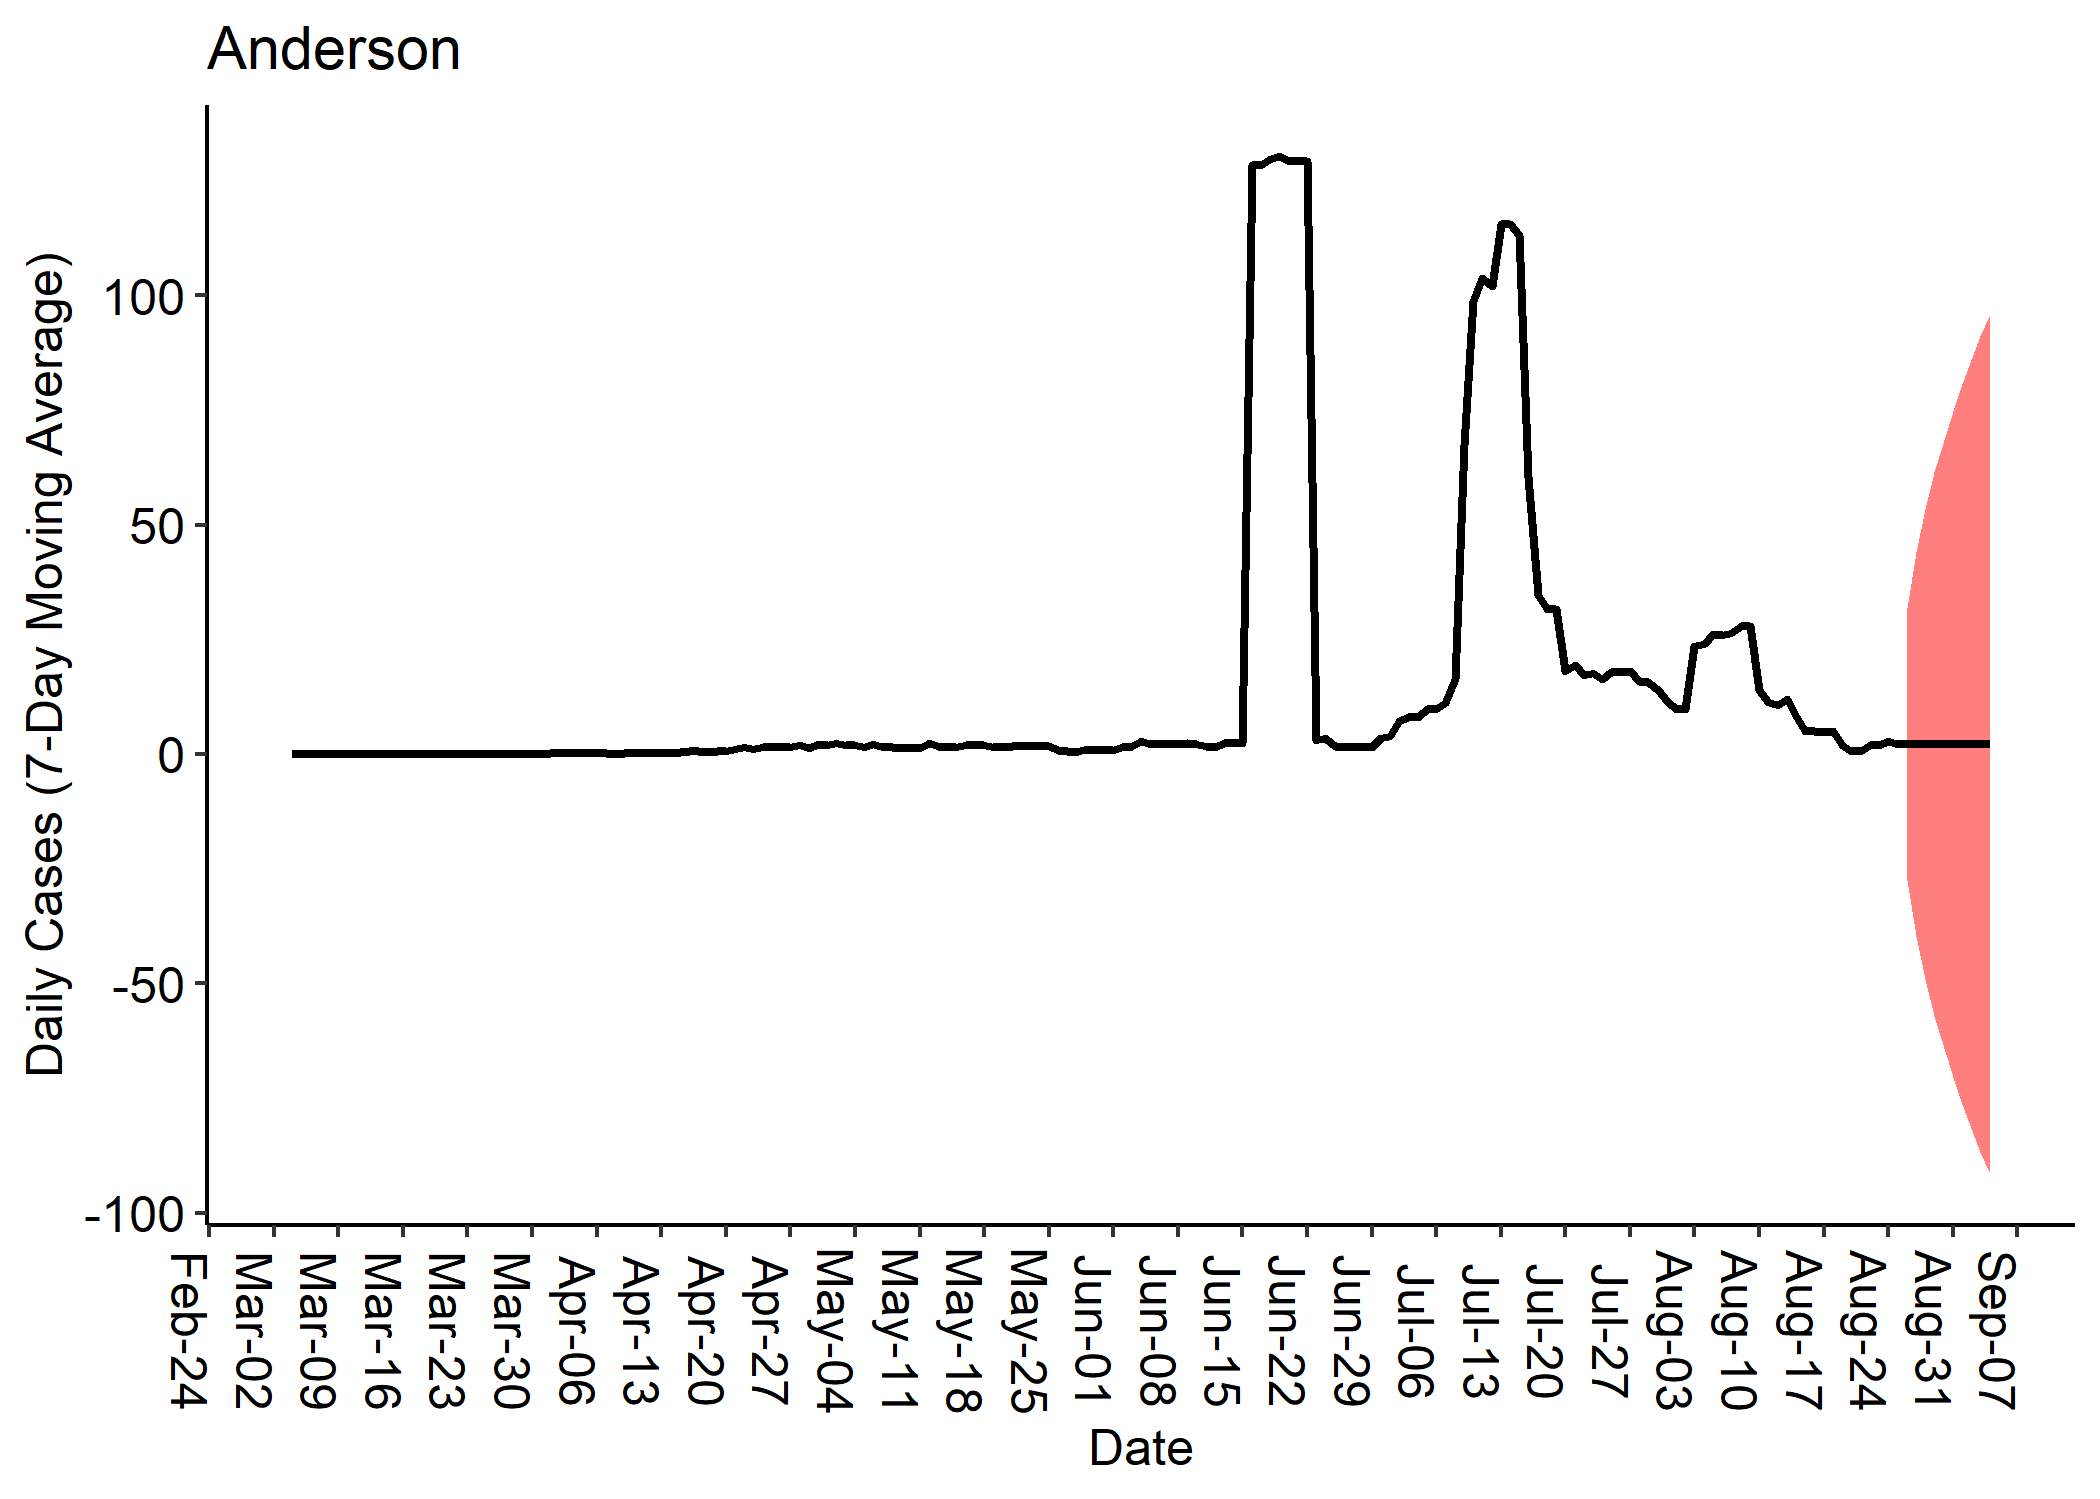 Anderson
Daily Cases (7-Day Moving Average)
100
50
0
-50
-100
Feb-24
Mar-02
Mar-09
Mar-16
Mar-23
Mar-30
Apr-06
Apr-13
Apr-20
Apr-27
May-04
May-11
May-18
May-25
Jun-01
Jun-08
Jun-15
Jun-22
Jun-29
Jul-06
Jul-13
Jul-20
Jul-27
Aug-03
Aug-10
Aug-17
Aug-24
Aug-31
Sep-07
Date